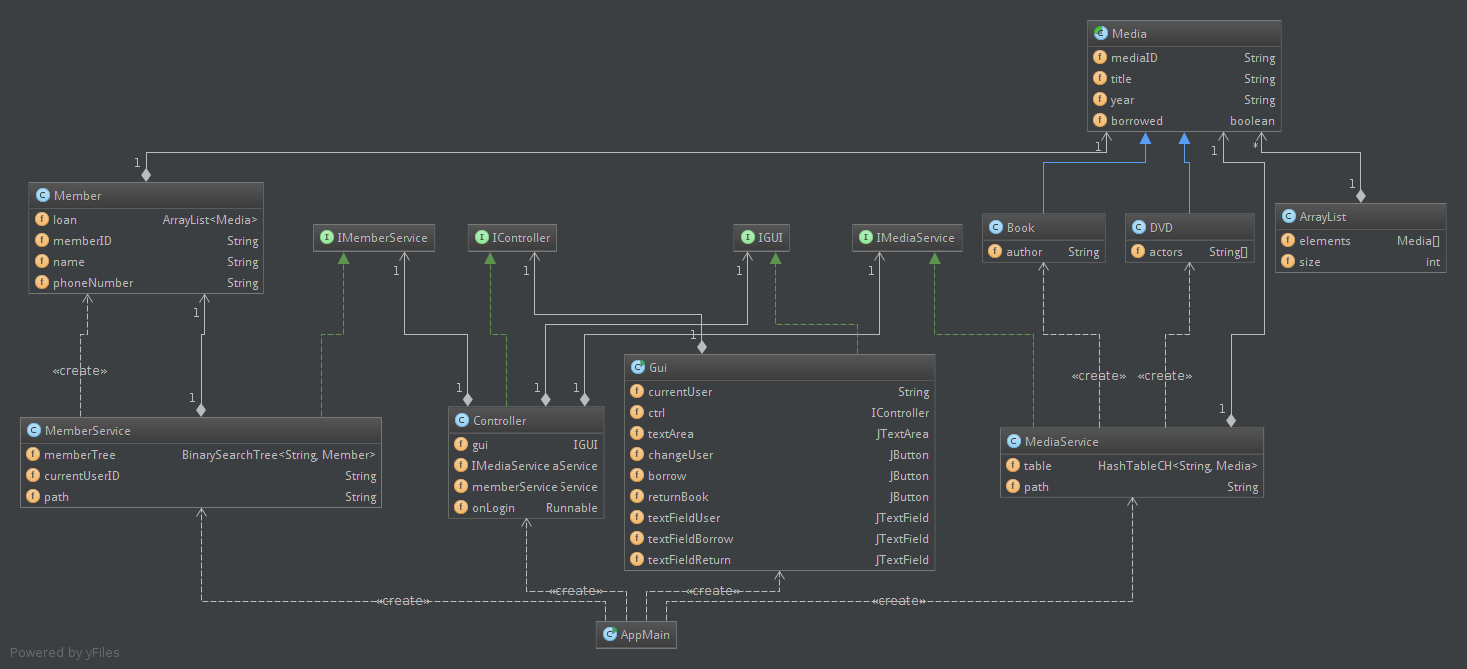 Media
mediaID String
title String
year String
borrowed boolean
1
1
*
1
1
Member
loan ArrayList<Media>
memberID String
name String
phoneNumber String
IMemberService
IController
IGUI
IMediaService
Book
author String
DVD
actors String[]
ArrayList
elements Media[]
size int
1
1
1
1
1
1
«create»
1
1
1
1
1
«create»
«create»
Gui
currentUser String
ctrl IController
textArea JTextArea
changeUser JButton
borrow JButton
returnBook JButton
textFieldUser JTextField
textFieldBorrow JTextField
textFieldReturn JTextField
MemberService
memberTree BinarySearchTree<String, Member>
currentUserID String
path String
Controller
gui IGUI
IMediaService aService
memberService Service
onLogin Runnable
MediaService
table HashTableCH<String, Media>
path String
«create»
«create»
«create»
«create»
AppMain
Powered by yFiles